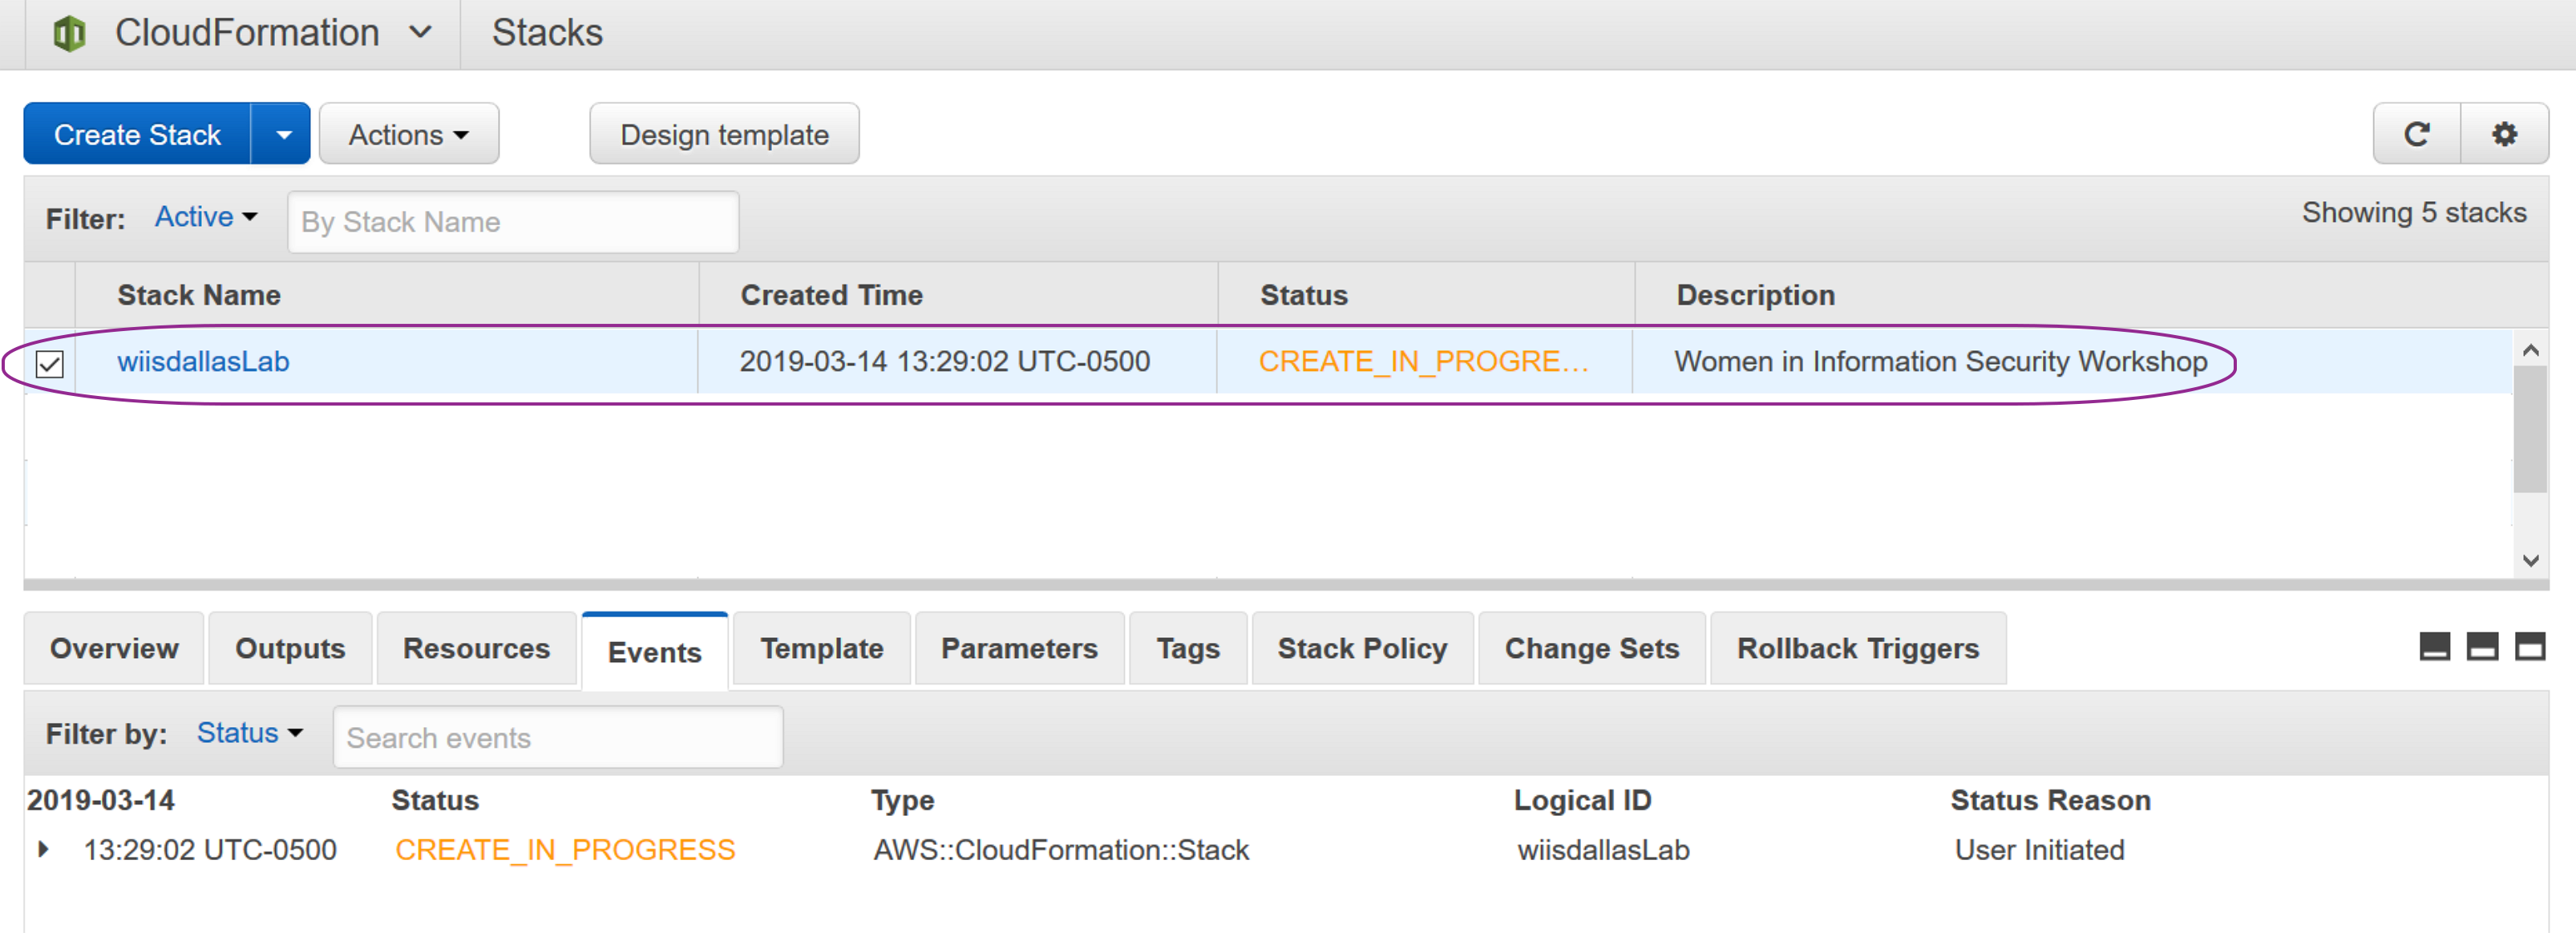 CloudFormation Stacks
Create Stack Actions Design template
Filter: Active By Stack Name Showing 5 stacks
Stack Name Created Time Status Description
wiisdallasLab 2019-03-14 13:29:02 UTC-0500 CREATE_IN_PROGRE... Women in Information Security Workshop
Overview Outputs Resources Events Template Parameters Tags Stack Policy Change Sets Rollback Triggers
Filter by: Status Search events
2019-03-14 Status Type Logical ID Status Reason
13:29:02 UTC-0500 CREATE_IN_PROGRESS AWS::CloudFormation::Stack wiisdallasLab User Initiated